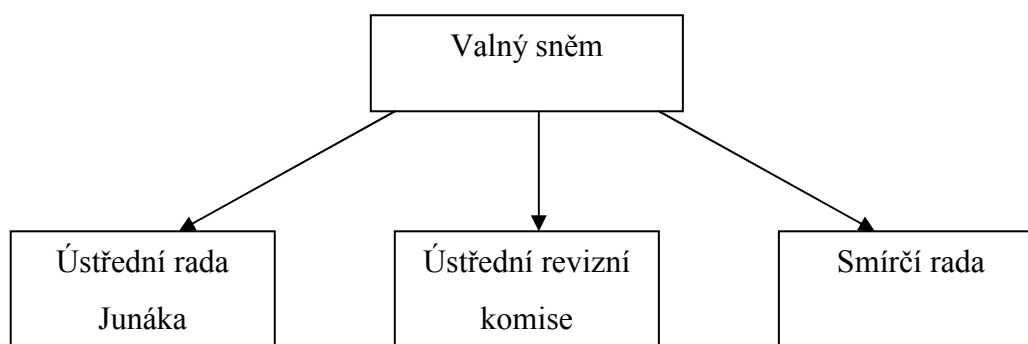 Valný sněm
Ústřední rada
Junáka
Ústřední revizní
komise
Smírčí rada